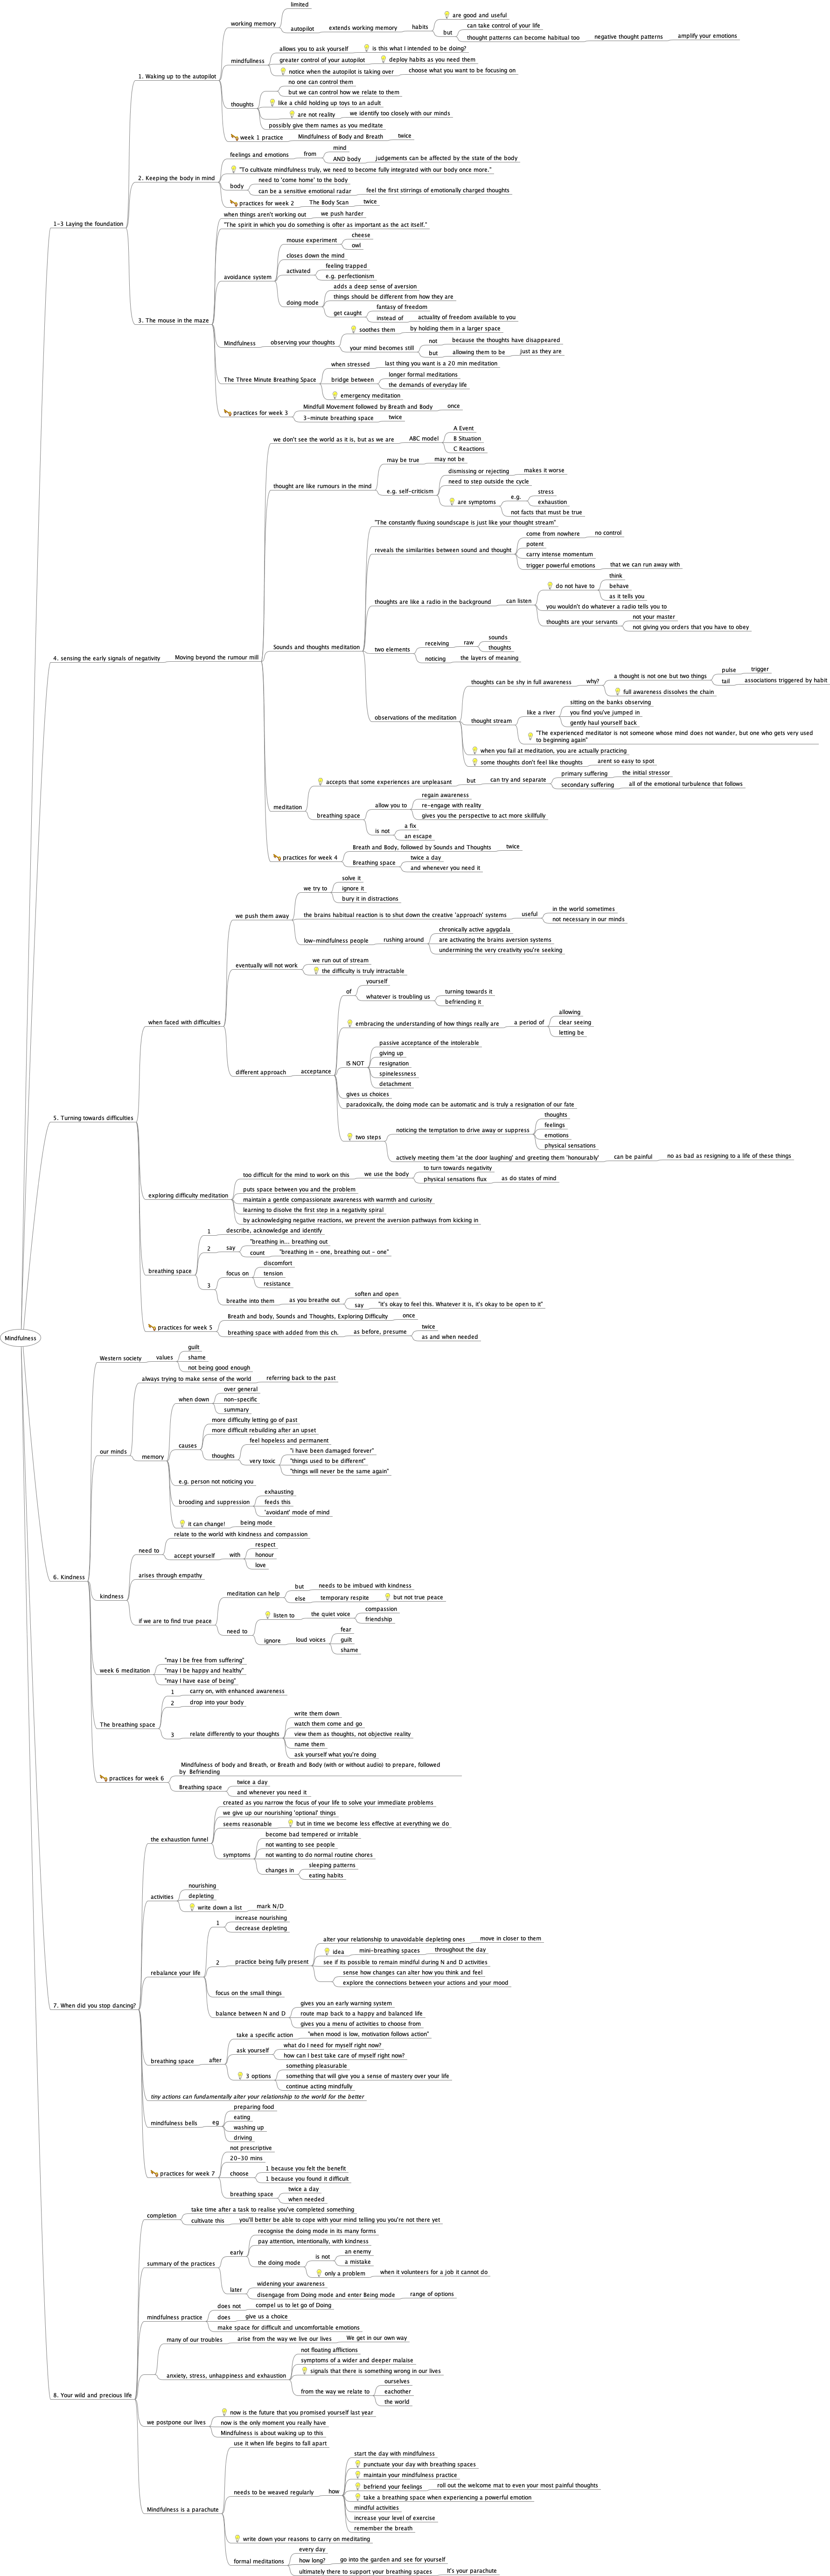 Mindfulness
1-3 Laying the foundation
1. Waking up to the autopilot
working memory
limited
autopilot
extends working memory
habits
are good and useful
but
can take control of your life
thought patterns can become habitual too
negative thought patterns
amplify your emotions
mindfulness
allows you to ask yourself
is this what I intended to be doing?
greater control of your autopilot
deploy habits as you need them
notice when the autopilot is taking over
choose what you want to be focusing on
thoughts
no one can control them
but we can control how we relate to them
like a child holding up toys to an adult
are not reality
we identify too closely with our minds
possibly give them names as you meditate
week 1 practice
Mindfulness of Body and Breath
twice
2. Keeping the body in mind
feelings and emotions
from
mind
AND body
judgements can be affected by the state of the body
"To cultivate mindfulness truly, we need to become fully integrated with our body once more."
body
need to 'come home' to the body
can be a sensitive emotional radar
feel the first stirrings of emotionally charged thoughts
practices for week 2
The Body Scan
twice
3. The mouse in the maze
when things aren't working out
we push harder
"The spirit in which you do something is ofter as important as the act itself."
avoidance system
mouse experiment
cheese
owl
closes down the mind
activated
feeling trapped
e.g. perfectionism
doing mode
adds a deep sense of aversion
things should be different from how they are
get caught
fantasy of freedom
instead of
actuality of freedom available to you
Mindfulness
observing your thoughts
soothes them
by holding them in a larger space
your mind becomes still
not
because the thoughts have disappeared
but
allowing them to be
just as they are
The Three Minute Breathing Space
when stressed
last thing you want is a 20 min meditation
bridge between
longer formal meditations
the demands of everyday life
emergency meditation
practices for week 3
Mindfull Movement followed by Breath and Body
once
3-minute breathing space
twice
4. sensing the early signals of negativity
Moving beyond the rumour mill
we don't see the world as it is, but as we are
ABC model
A Event
B Situation
C Reactions
thought are like rumours in the mind
may be true
may not be
e.g. self-criticism
dismissing or rejecting
makes it worse
need to step outside the cycle
are symptoms
e.g.
stress
exhaustion
not facts that must be true
Sounds and thoughts meditation
"The constantly fluxing soundscape is just like your thought stream"
reveals the similarities between sound and thought
come from nowhere
no control
potent
carry intense momentum
trigger powerful emotions
that we can run away with
thoughts are like a radio in the background
can listen
do not have to
think
behave
as it tells you
you wouldn't do whatever a radio tells you to
thoughts are your servants
not your master
not giving you orders that you have to obey
two elements
receiving
raw
sounds
thoughts
noticing
the layers of meaning
observations of the meditation
thoughts can be shy in full awareness
why?
a thought is not one but two things
pulse
trigger
tail
associations triggered by habit
full awareness dissolves the chain
thought stream
like a river
sitting on the banks observing
you find you've jumped in
gently haul yourself back
"The experienced meditator is not someone whose mind does not wander, but one who gets very used
to beginning again"
when you fail at meditation, you are actually practicing
some thoughts don't feel like thoughts
arent so easy to spot
meditation
accepts that some experiences are unpleasant
but
can try and separate
primary suffering
the initial stressor
secondary suffering
all of the emotional turbulence that follows
breathing space
allow you to
regain awareness
re-engage with reality
gives you the perspective to act more skillfully
is not
a fix
an escape
practices for week 4
Breath and Body, followed by Sounds and Thoughts
twice
Breathing space
twice a day
and whenever you need it
5. Turning towards difficulties
when faced with difficulties
we push them away
we try to
solve it
ignore it
bury it in distractions
the brains habitual reaction is to shut down the creative 'approach' systems
useful
in the world sometimes
not necessary in our minds
low-mindfulness people
rushing around
chronically active agygdala
are activating the brains aversion systems
undermining the very creativity you're seeking
eventually will not work
we run out of stream
the difficulty is truly intractable
different approach
acceptance
of
yourself
whatever is troubling us
turning towards it
befriending it
embracing the understanding of how things really are
a period of
allowing
clear seeing
letting be
IS NOT
passive acceptance of the intolerable
giving up
resignation
spinelessness
detachment
gives us choices
paradoxically, the doing mode can be automatic and is truly a resignation of our fate
two steps
noticing the temptation to drive away or suppress
thoughts
feelings
emotions
physical sensations
actively meeting them 'at the door laughing' and greeting them 'honourably'
can be painful
no as bad as resigning to a life of these things
exploring difficulty meditation
too difficult for the mind to work on this
we use the body
to turn towards negativity
physical sensations flux
as do states of mind
puts space between you and the problem
maintain a gentle compassionate awareness with warmth and curiosity
learning to disolve the first step in a negativity spiral
by acknowledging negative reactions, we prevent the aversion pathways from kicking in
breathing space
1
describe, acknowledge and identify
2
say
"breathing in... breathing out
count
"breathing in - one, breathing out - one"
3
focus on
discomfort
tension
resistance
breathe into them
as you breathe out
soften and open
say
"it's okay to feel this. Whatever it is, it's okay to be open to it"
practices for week 5
Breath and body, Sounds and Thoughts, Exploring Difficulty
once
breathing space with added from this ch.
as before, presume
twice
as and when needed
6. Kindness
Western society
values
guilt
shame
not being good enough
our minds
always trying to make sense of the world
referring back to the past
memory
when down
over general
non-specific
summary
causes
more difficulty letting go of past
more difficult rebuilding after an upset
thoughts
feel hopeless and permanent
very toxic
"I have been damaged forever"
"things used to be different"
"things will never be the same again"
e.g. person not noticing you
brooding and suppression
exhausting
feeds this
'avoidant' mode of mind
it can change!
being mode
kindness
need to
relate to the world with kindness and compassion
accept yourself
with
respect
honour
love
arises through empathy
if we are to find true peace
meditation can help
but
needs to be imbued with kindness
else
temporary respite
but not true peace
need to
listen to
the quiet voice
compassion
friendship
ignore
loud voices
fear
guilt
shame
week 6 meditation
"may I be free from suffering"
"may I be happy and healthy"
"may I have ease of being"
The breathing space
1
carry on, with enhanced awareness
2
drop into your body
3
relate differently to your thoughts
write them down
watch them come and go
view them as thoughts, not objective reality
name them
ask yourself what you're doing
practices for week 6
Mindfulness of body and Breath, or Breath and Body (with or without audio) to prepare, followed
by Befriending
Breathing space
twice a day
and whenever you need it
7. When did you stop dancing?
the exhaustion funnel
created as you narrow the focus of your life to solve your immediate problems
we give up our nourishing 'optional' things
seems reasonable
but in time we become less effective at everything we do
symptoms
become bad tempered or irritable
not wanting to see people
not wanting to do normal routine chores
changes in
sleeping patterns
eating habits
activities
nourishing
depleting
write down a list
mark N/D
rebalance your life
1
increase nourishing
decrease depleting
2
practice being fully present
alter your relationship to unavoidable depleting ones
move in closer to them
idea
mini-breathing spaces
throughout the day
see if its possible to remain mindful during N and D activities
sense how changes can alter how you think and feel
explore the connections between your actions and your mood
focus on the small things
balance between N and D
gives you an early warning system
route map back to a happy and balanced life
gives you a menu of activities to choose from
breathing space
after
take a specific action
"when mood is low, motivation follows action"
ask yourself
what do I need for myself right now?
how can I best take care of myself right now?
3 options
something pleasurable
something that will give you a sense of mastery over your life
continue acting mindfully
tiny actions can fundamentally alter your relationship to the world for the better
mindfulness bells
eg
preparing food
eating
washing up
driving
practices for week 7
not prescriptive
20-30 mins
choose
1 because you felt the benefit
1 because you found it difficult
breathing space
twice a day
when needed
8. Your wild and precious life
completion
take time after a task to realise you've completed something
cultivate this
you'll better be able to cope with your mind telling you you're not there yet
summary of the practices
early
recognise the doing mode in its many forms
pay attention, intentionally, with kindness
the doing mode
is not
an enemy
a mistake
only a problem
when it volunteers for a job it cannot do
later
widening your awareness
disengage from Doing mode and enter Being mode
range of options
mindfulness practice
does not
compel us to let go of Doing
does
give us a choice
make space for difficult and uncomfortable emotions
many of our troubles
arise from the way we live our lives
We get in our own way
anxiety, stress, unhappiness and exhaustion
not floating afflictions
symptoms of a wider and deeper malaise
signals that there is something wrong in our lives
from the way we relate to
ourselves
eachother
the world
we postpone our lives
now is the future that you promised yourself last year
now is the only moment you really have
Mindfulness is about waking up to this
Mindfulness is a parachute
use it when life begins to fall apart
needs to be weaved regularly
how
start the day with mindfulness
punctuate your day with breathing spaces
maintain your mindfulness practice
befriend your feelings
roll out the welcome mat to even your most painful thoughts
take a breathing space when experiencing a powerful emotion
mindful activities
increase your level of exercise
remember the breath
write down your reasons to carry on meditating
formal meditations
every day
how long?
go into the garden and see for yourself
ultimately there to support your breathing spaces
It's your parachute